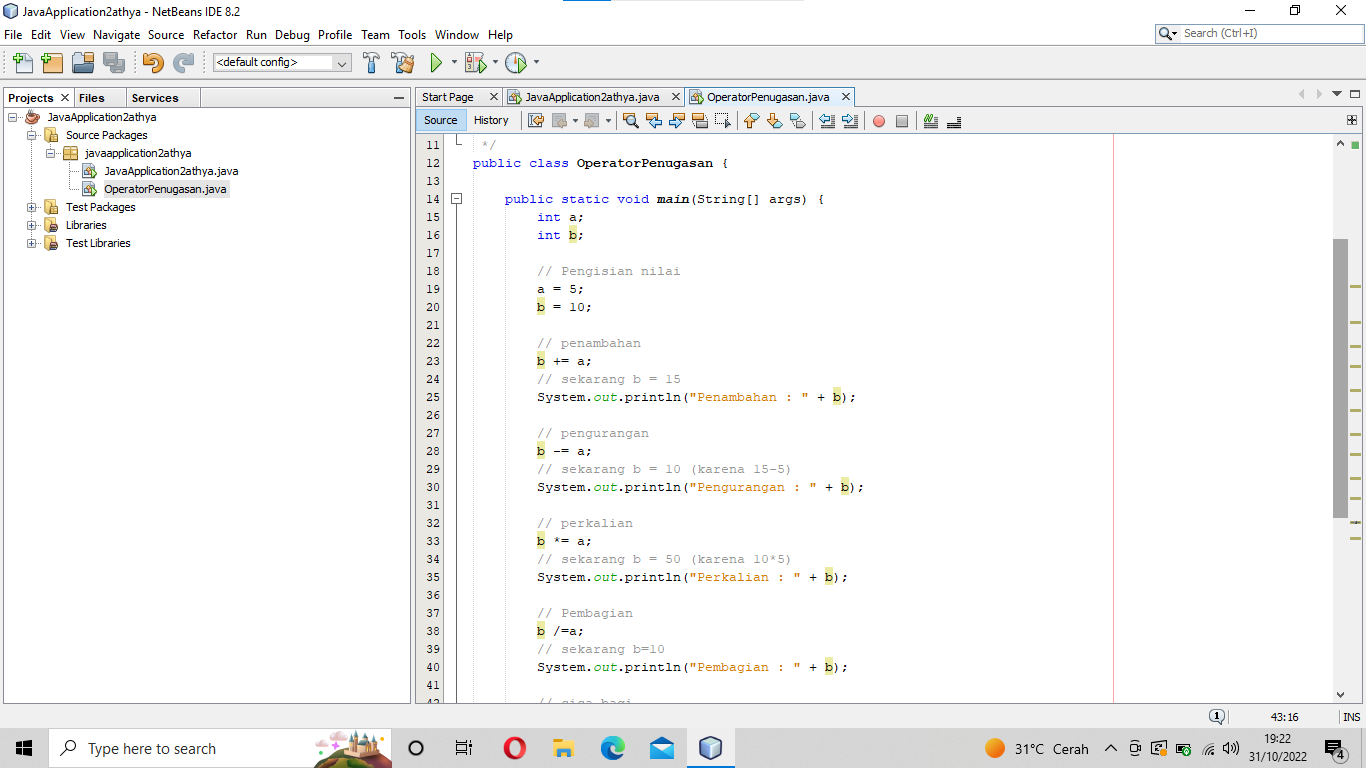 JavaApplication2athya - NetBeans IDE 8.2
File Edit View Navigate Source Refactor Run Debug Profile Team Tools Window Help
Search (Ctrl+I)
<default config>
Projects Files Services
JavaApplication2athya
Source Packages
javaapplication2athya
JavaApplication2athya.java
OperatorPenugasan.java
Test Packages
Libraries
Test Libraries
Start Page JavaApplication2athya.java OperatorPenugasan.java
Source History
11 */
12 public class OperatorPenugasan {
13
14 public static void main(String[] args) {
15 int a;
16 int b;
17
18 // Pengisian nilai
19 a = 5;
20 b = 10;
21
22 // penambahan
23 b += a;
24 // sekarang b = 15
25 System.out.println("Penambahan : " + b);
26
27 // pengurangan
28 b -= a;
29 // sekarang b = 10 (karena 15-5)
30 System.out.println("Pengurangan : " + b);
31
32 // perkalian
33 b *= a;
34 // sekarang b = 50 (karena 10*5)
35 System.out.println("Perkalian : " + b);
36
37 // Pembagian
38 b /=a;
39 // sekarang b=10
40 System.out.println("Pembagian : " + b);
41
1 43:16 INS
Type here to search
31°C Cerah
19:22
31/10/2022
4